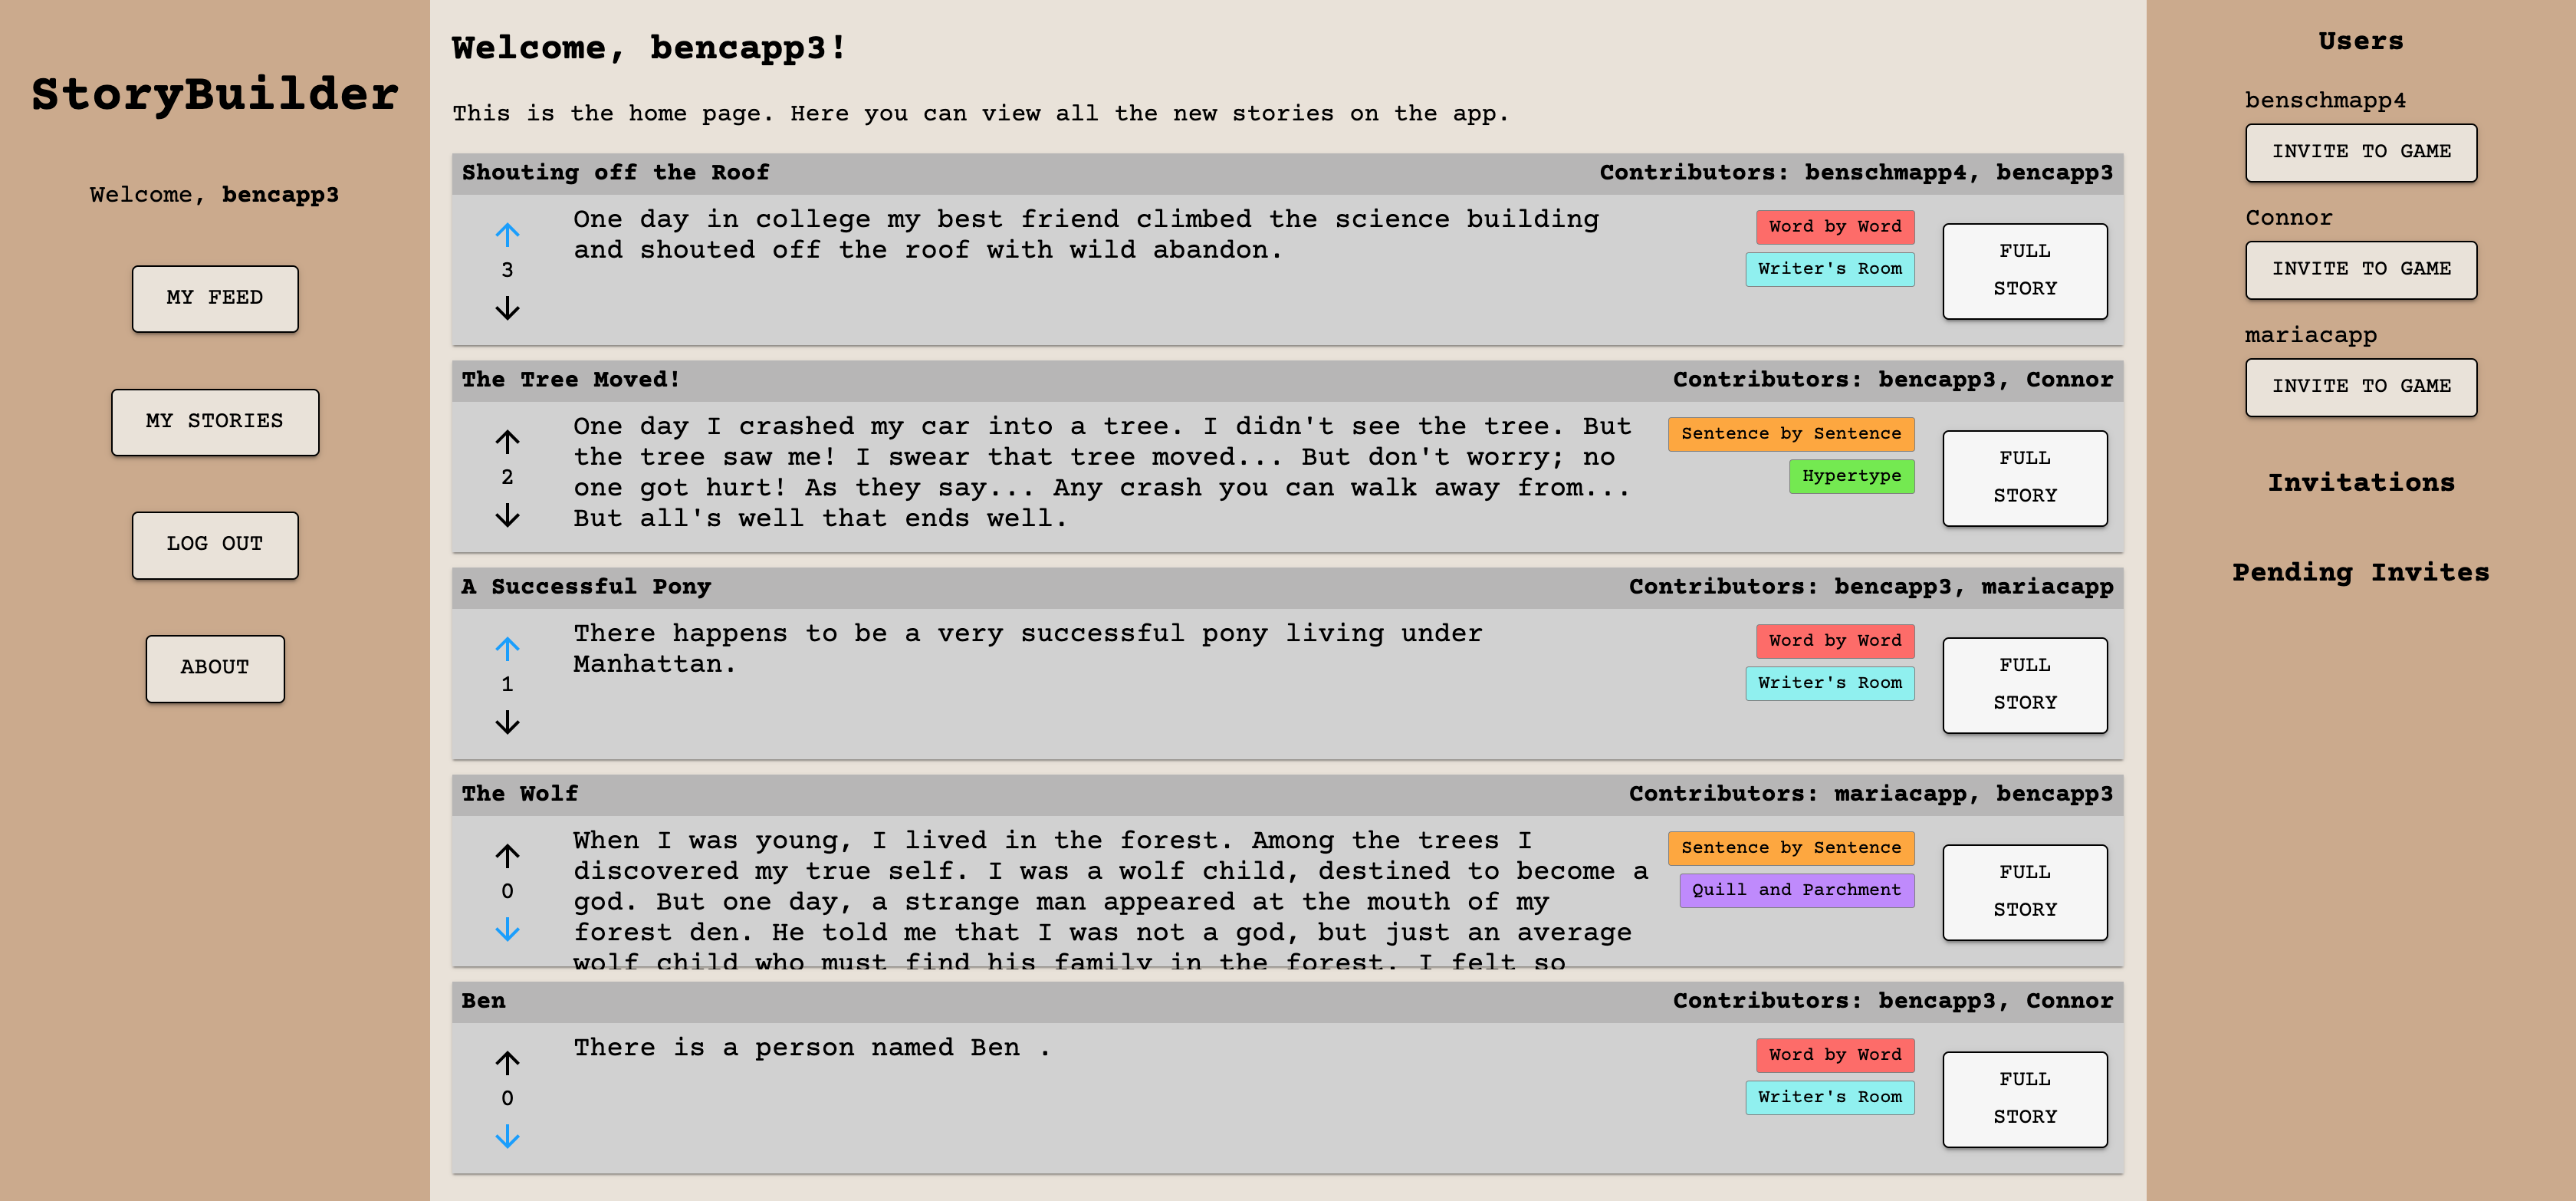 StoryBuilder
Welcome, bencapp3
MY FEED
MY STORIES
LOG OUT
ABOUT
Welcome, bencapp3!
This is the home page. Here you can view all the new stories on the app.
Shouting off the Roof
Contributors: benschmapp4, bencapp3
3
One day in college my best friend climbed the science building
and shouted off the roof with wild abandon.
Word by Word
Writer's Room
FULL
STORY
The Tree Moved!
Contributors: bencapp3, Connor
2
One day I crashed my car into a tree. I didn't see the tree. But
the tree saw me! I swear that tree moved... But don't worry; no
one got hurt! As they say... Any crash you can walk away from...
But all's well that ends well.
Sentence by Sentence
Hypertype
FULL
STORY
A Successful Pony
Contributors: bencapp3, mariacapp
1
There happens to be a very successful pony living under
Manhattan.
Word by Word
Writer's Room
FULL
STORY
The Wolf
Contributors: mariacapp, bencapp3
0
When I was young, I lived in the forest. Among the trees I
discovered my true self. I was a wolf child, destined to become a
god. But one day, a strange man appeared at the mouth of my
forest den. He told me that I was not a god, but just an average
wolf child who must find his family in the forest. I felt so
Sentence by Sentence
Quill and Parchment
FULL
STORY
Ben
Contributors: bencapp3, Connor
0
There is a person named Ben .
Word by Word
Writer's Room
FULL
STORY
Users
benschmapp4
INVITE TO GAME
Connor
INVITE TO GAME
mariacapp
INVITE TO GAME
Invitations
Pending Invites